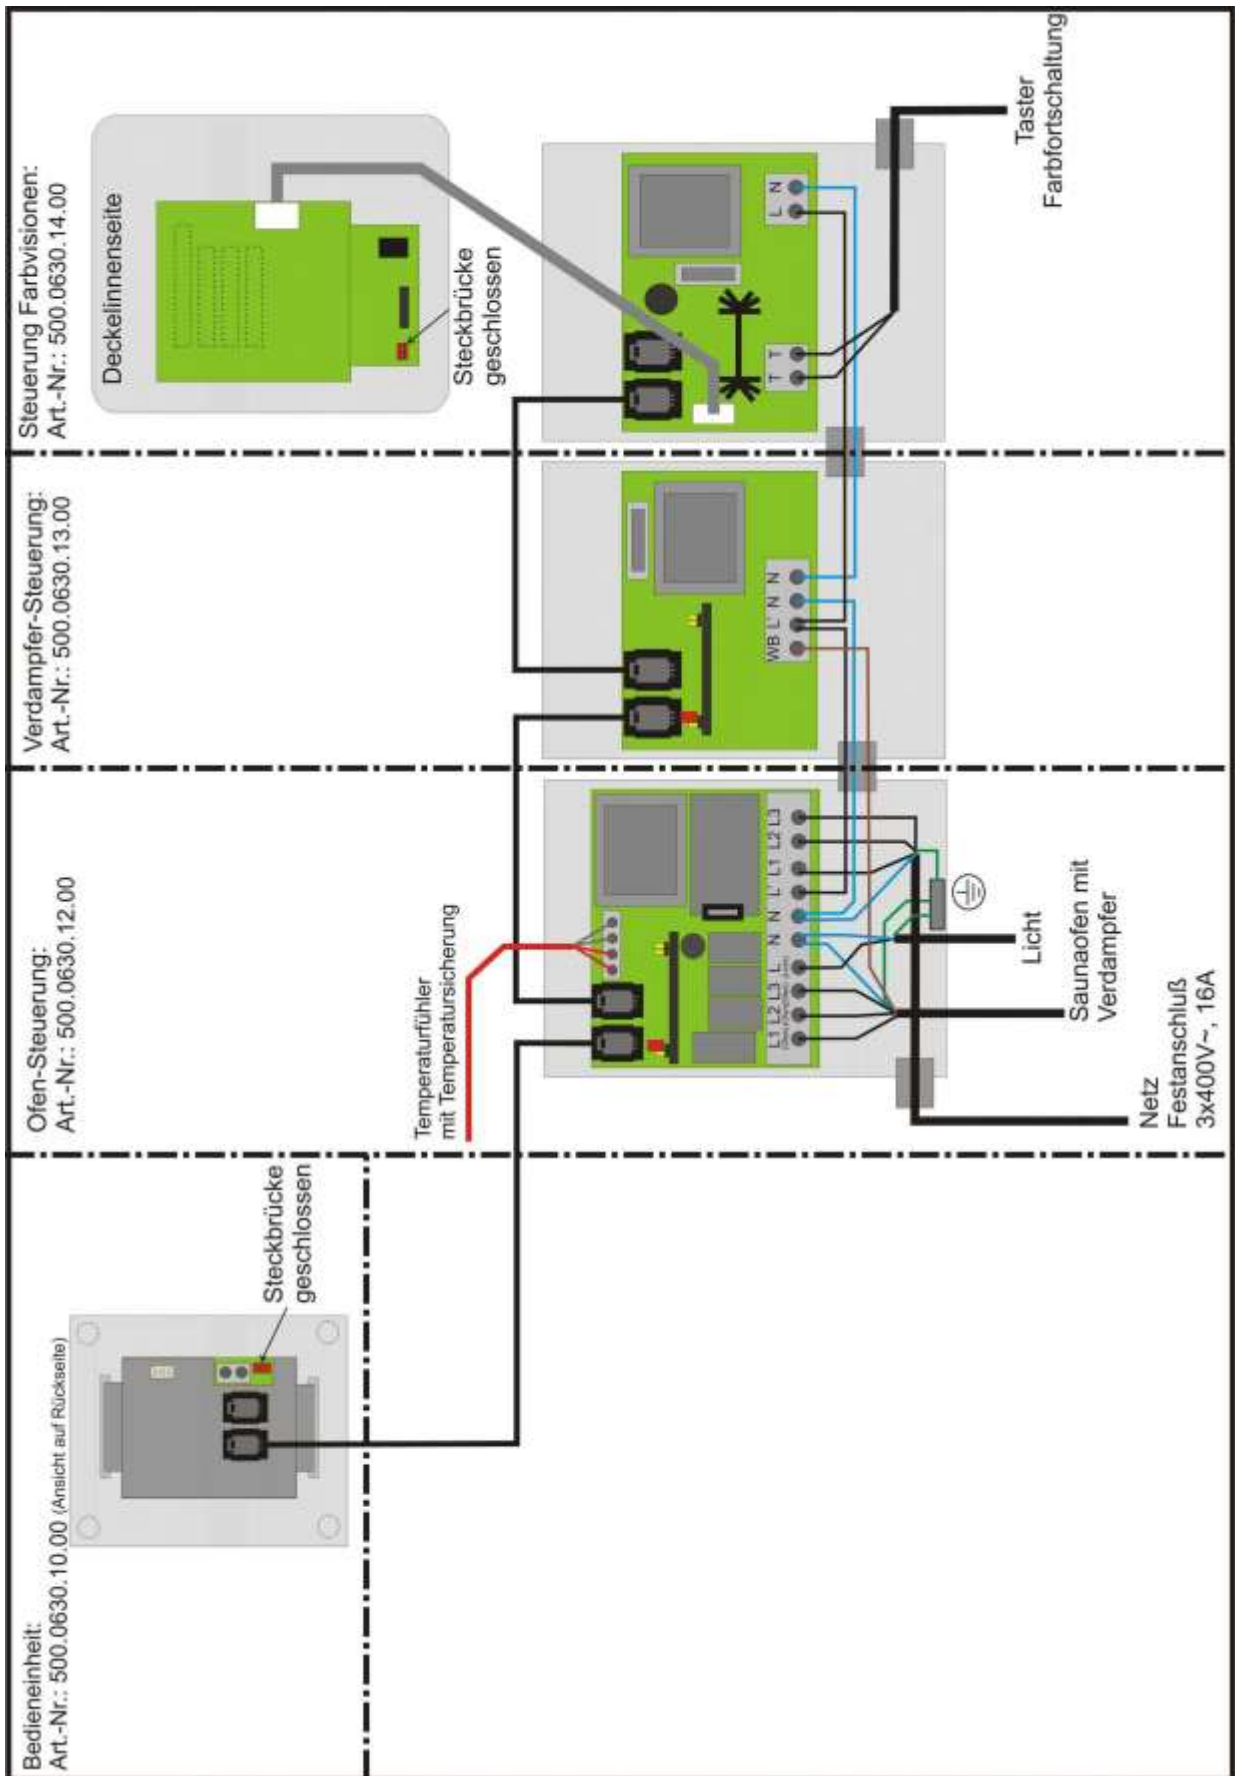 Bedieneinheit:
Art.-Nr.: 500.0630.10.00 (Ansicht auf Rückseite)
Steckbrücke
geschlossen
Ofen-Steuerung:
Art.-Nr.: 500.0630.12.00
Temperaturfühler
mit Temperatursicherung
L1 L2 L3 L N N L' L1 L2 L3
Netz
Festanschluß
3x400V~, 16A
Saunaofen mit
Verdampfer
Licht
Verdampfer-Steuerung:
Art.-Nr.: 500.0630.13.00
WB L' N N
Steuerung Farbvisionen:
Art.-Nr.: 500.0630.14.00
Deckelinnenseite
Steckbrücke
geschlossen
T T L N
Taster
Farbfortschaltung